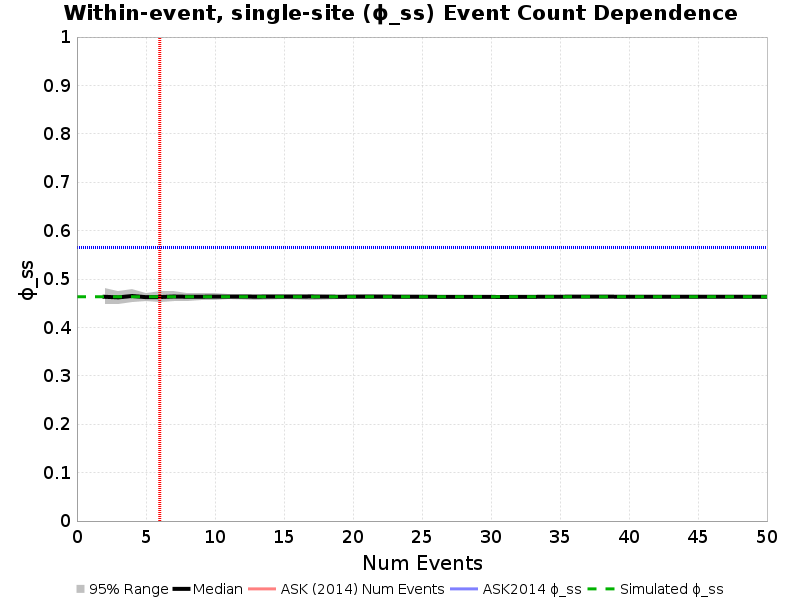 Within-event, single-site (ϕ_ss) Event Count Dependence
1
0.9
0.8
0.7
0.6
0.5
0.4
0.3
0.2
0.1
0
ϕ_ss
0 5 10 15 20 25 30 35 40 45 50
Num Events
95% Range Median ASK (2014) Num Events ASK2014 ϕ_ss Simulated ϕ_ss